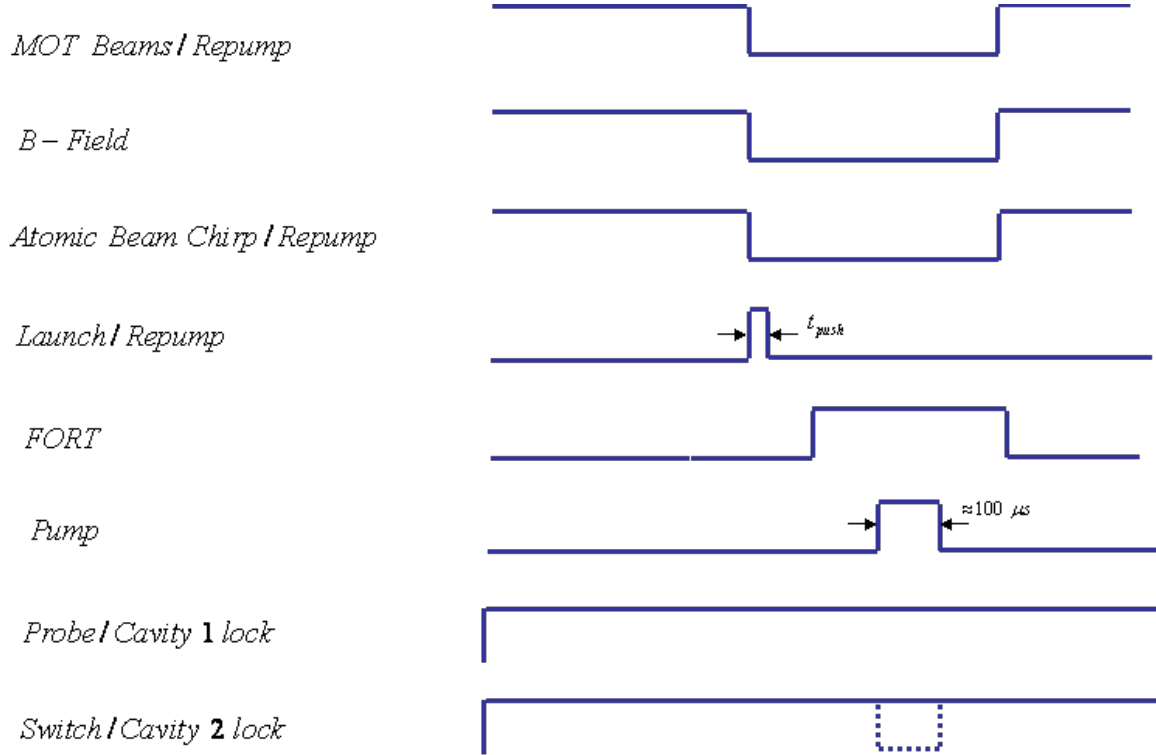 MOT Beams / Repump
B – Field
Atomic Beam Chirp / Repump
Launch / Repump
t push
FORT
Pump
≈100 μs
Probe / Cavity 1 lock
Switch / Cavity 2 lock